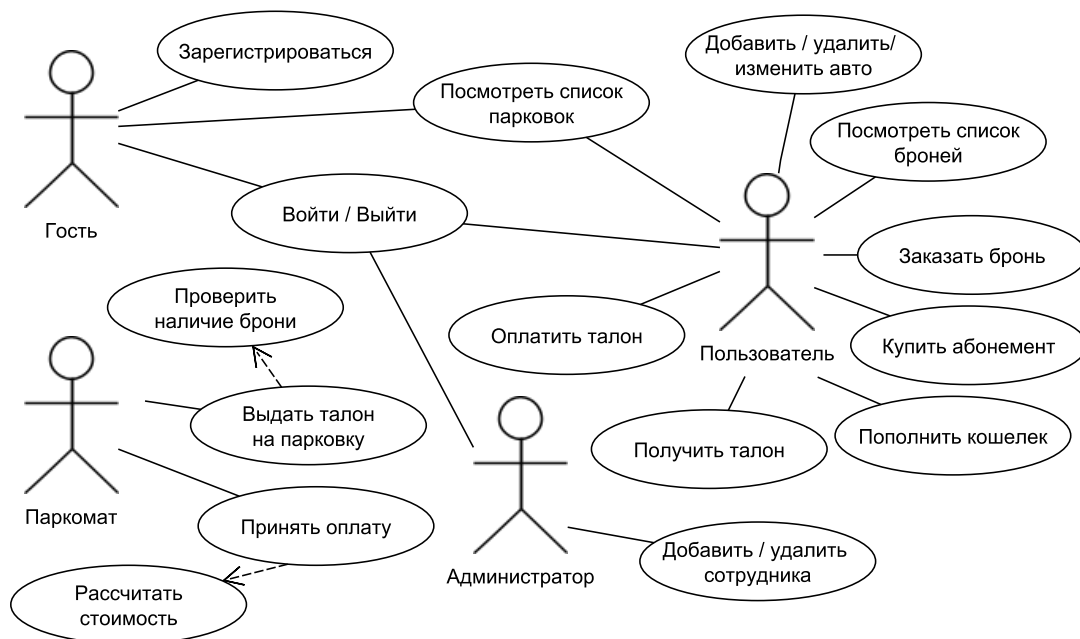 Зарегистрироваться
Добавить / удалить/
изменить авто
Посмотреть список
парковок
Посмотреть список
броней
Войти / Выйти
Гость
Заказать бронь
Проверить
наличие брони
Оплатить талон
Пользователь
Купить абонемент
Выдать талон
на парковку
Получить талон
Пополнить кошелек
Паркомат
Принять оплату
Добавить / удалить
сотрудника
Администратор
Рассчитать
стоимость